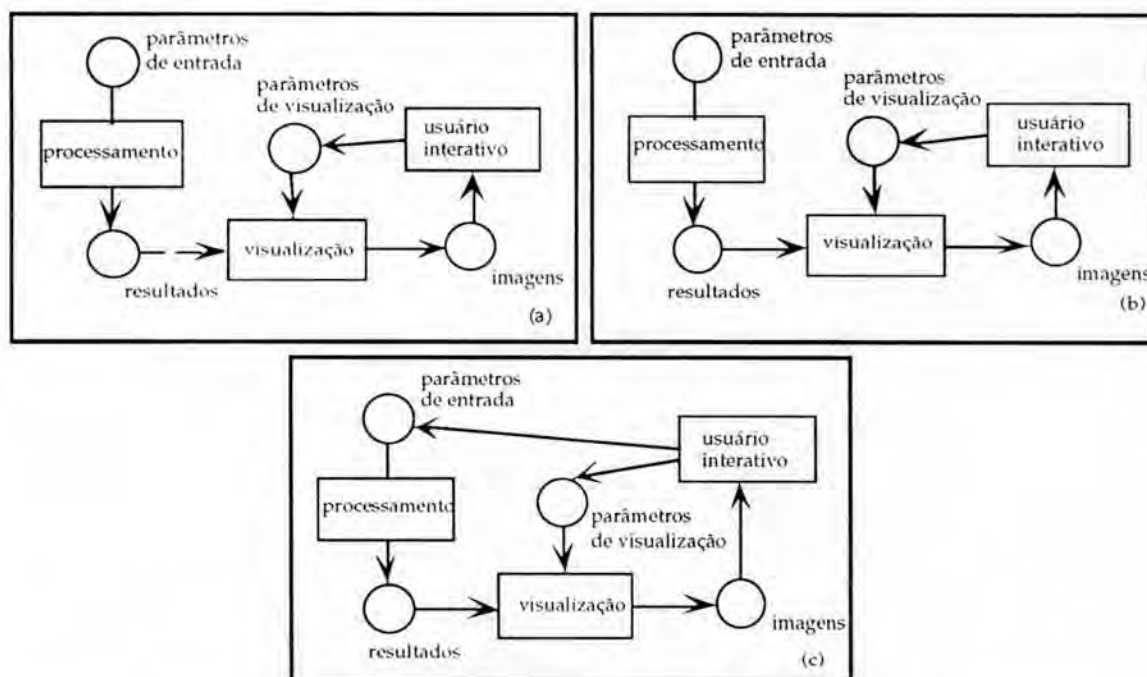 parâmetros
de entrada
parâmetros
de visualização
usuário
interativo
processamento
visualização
resultados
imagens
(a)
parâmetros
de entrada
parâmetros
de visualização
usuário
interativo
processamento
visualização
resultados
imagens
(b)
parâmetros
de entrada
usuário
interativo
processamento
parâmetros
de visualização
visualização
imagens
resultados
(c)